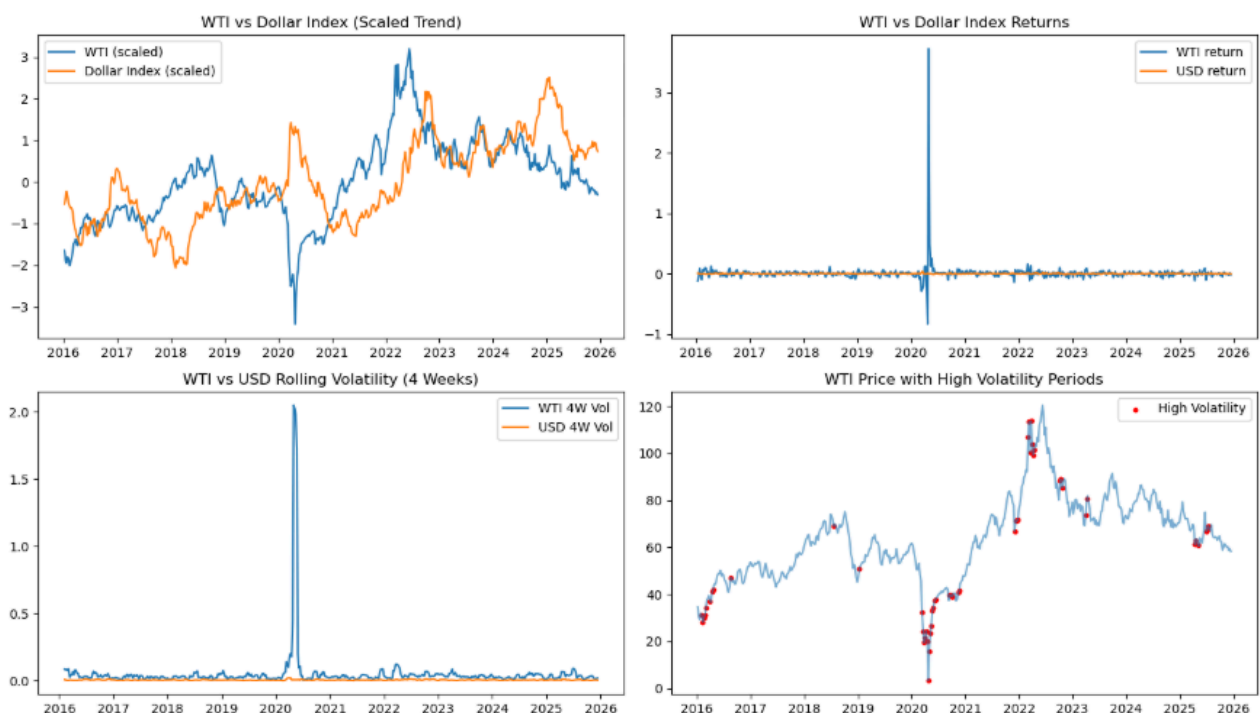 WTI vs Dollar Index (Scaled Trend)
WTI (scaled)
Dollar Index (scaled)
3
2
1
0
−1
−2
−3
2016 2017 2018 2019 2020 2021 2022 2023 2024 2025 2026
WTI vs Dollar Index Returns
WTI return
USD return
3
2
1
0
−1
2016 2017 2018 2019 2020 2021 2022 2023 2024 2025 2026
WTI vs USD Rolling Volatility (4 Weeks)
WTI 4W Vol
USD 4W Vol
2.0
1.5
1.0
0.5
0.0
2016 2017 2018 2019 2020 2021 2022 2023 2024 2025 2026
WTI Price with High Volatility Periods
High Volatility
120
100
80
60
40
20
0
2016 2017 2018 2019 2020 2021 2022 2023 2024 2025 2026